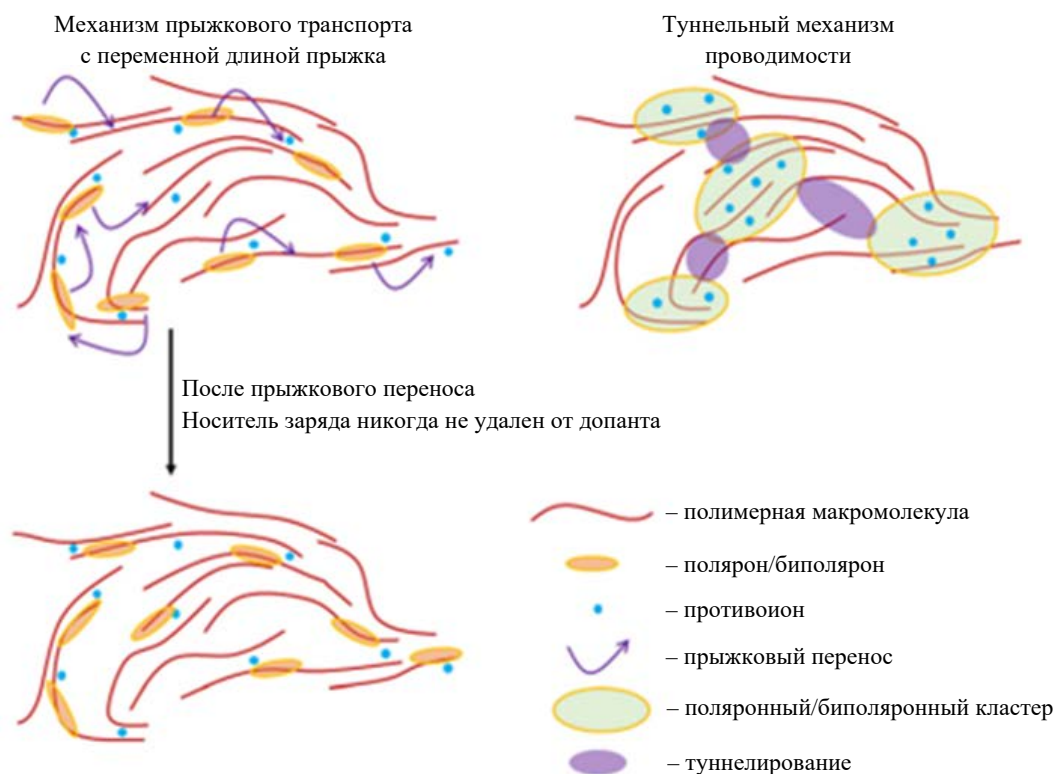 Механизм прыжкового транспорта
с переменной длиной прыжка
Туннельный механизм
проводимости
После прыжкового переноса
Носитель заряда никогда не удален от допанта
– полимерная макромолекула
– полярон/биполярон
– противоион
– прыжковый перенос
– поляронный/биполяронный кластер
– туннелирование